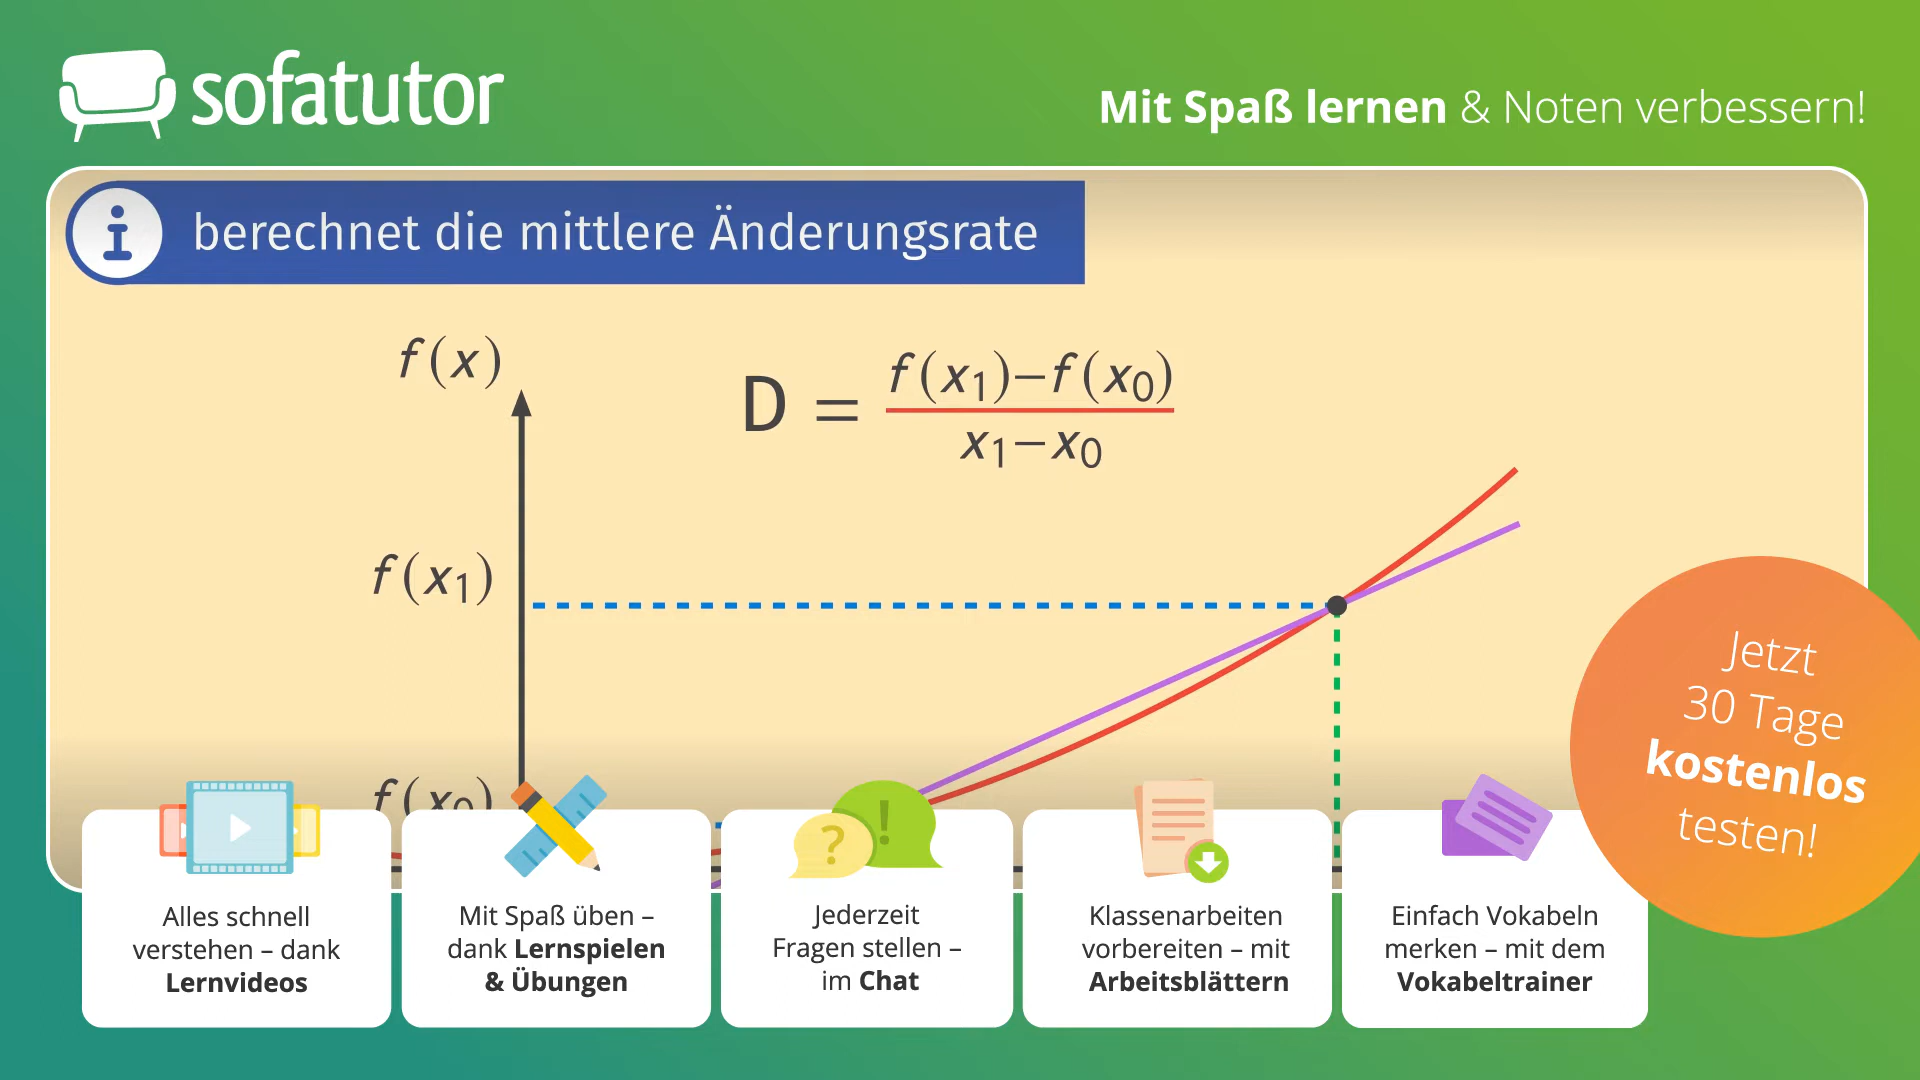 sofatutor
Mit Spaß lernen & Noten verbessern!
i berechnet die mittlere Änderungsrate
f(x)
D = f(x₁)−f(x₀)
x₁−x₀
f(x₁)
f(x₀)
Jetzt
30 Tage
kostenlos
testen!
? !
Alles schnell
verstehen – dank
Lernvideos
Mit Spaß üben –
dank Lernspielen
& Übungen
Jederzeit
Fragen stellen –
im Chat
Klassenarbeiten
vorbereiten – mit
Arbeitsblättern
Einfach Vokabeln
merken – mit dem
Vokabeltrainer